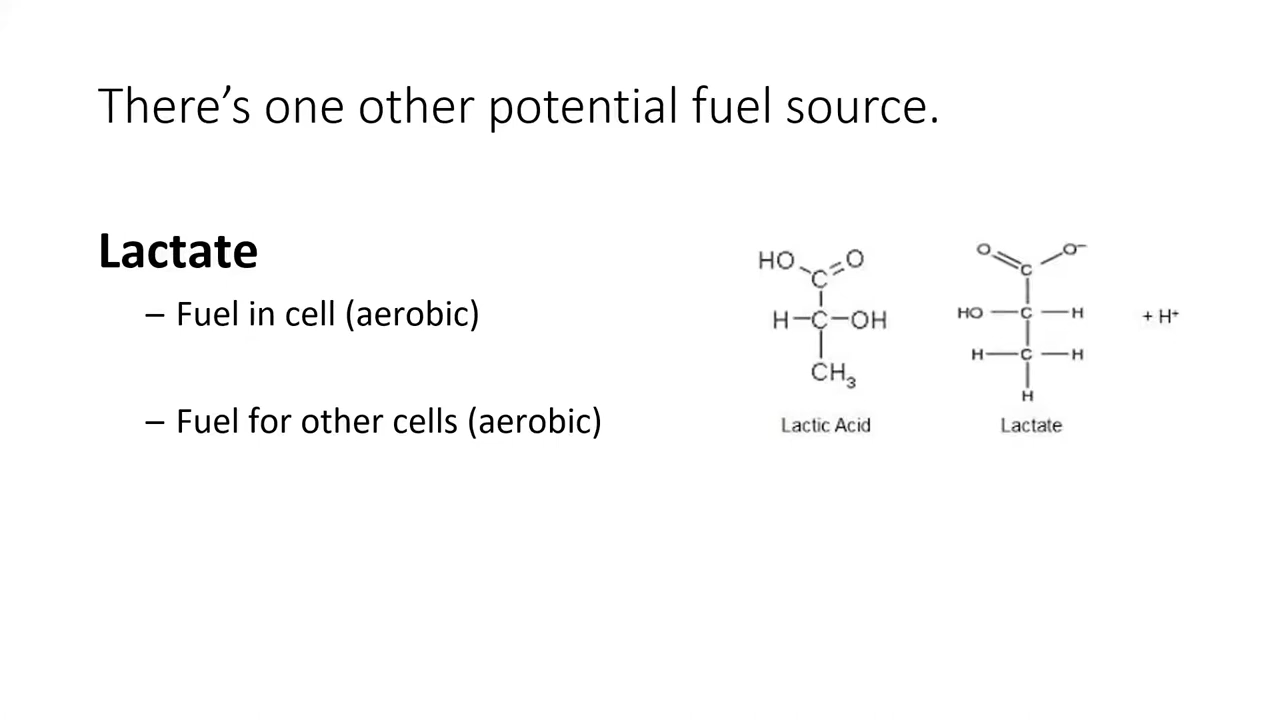 There's one other potential fuel source.
Lactate
– Fuel in cell (aerobic)
– Fuel for other cells (aerobic)
HO O
C
H C OH
CH₃
Lactic Acid
O O⁻
C
HO C H
H C H
H
Lactate
+ H⁺